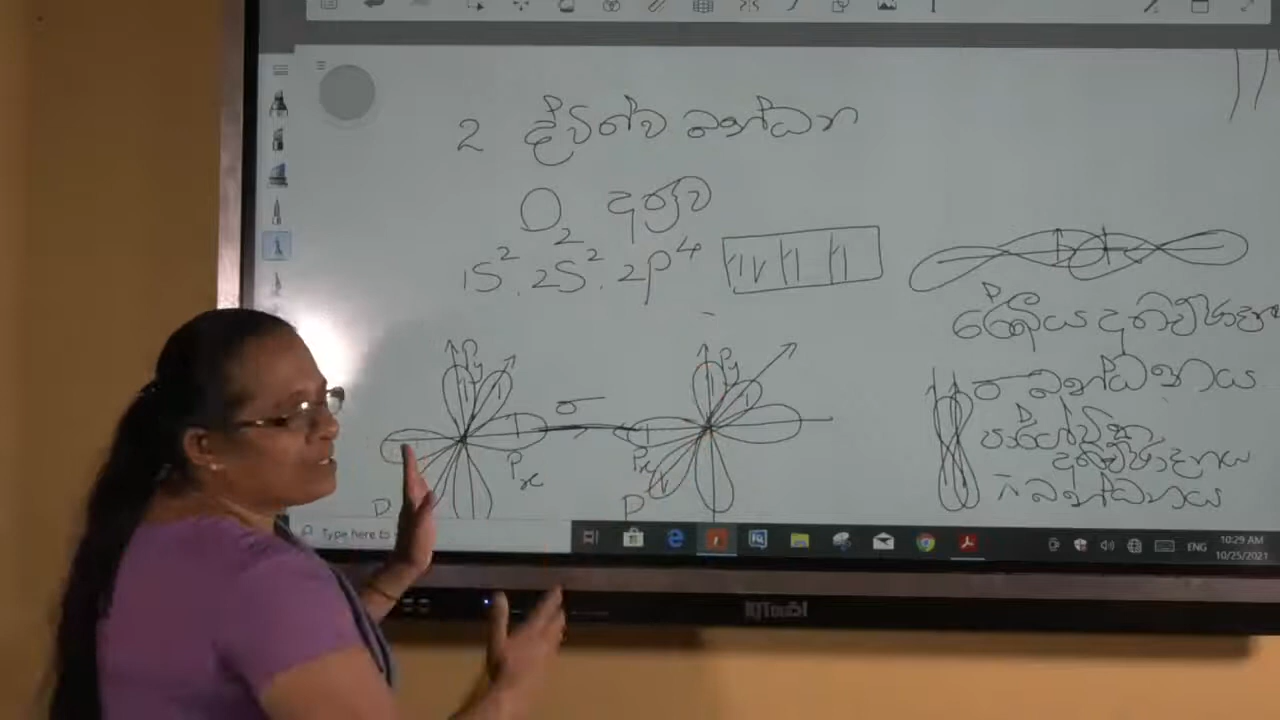 2 ද්විත්ව බන්ධන
O₂ අණුව
1S². 2S². 2P⁴
Py
Py
σ
Px
Px
P
P
රේඛීය අතිච්ඡාදන
σ බන්ධනය
පාර්ශ්වික
අතිච්ඡාදනය
π බන්ධනය
Type here to
ENG
10:29 AM
10/25/2021